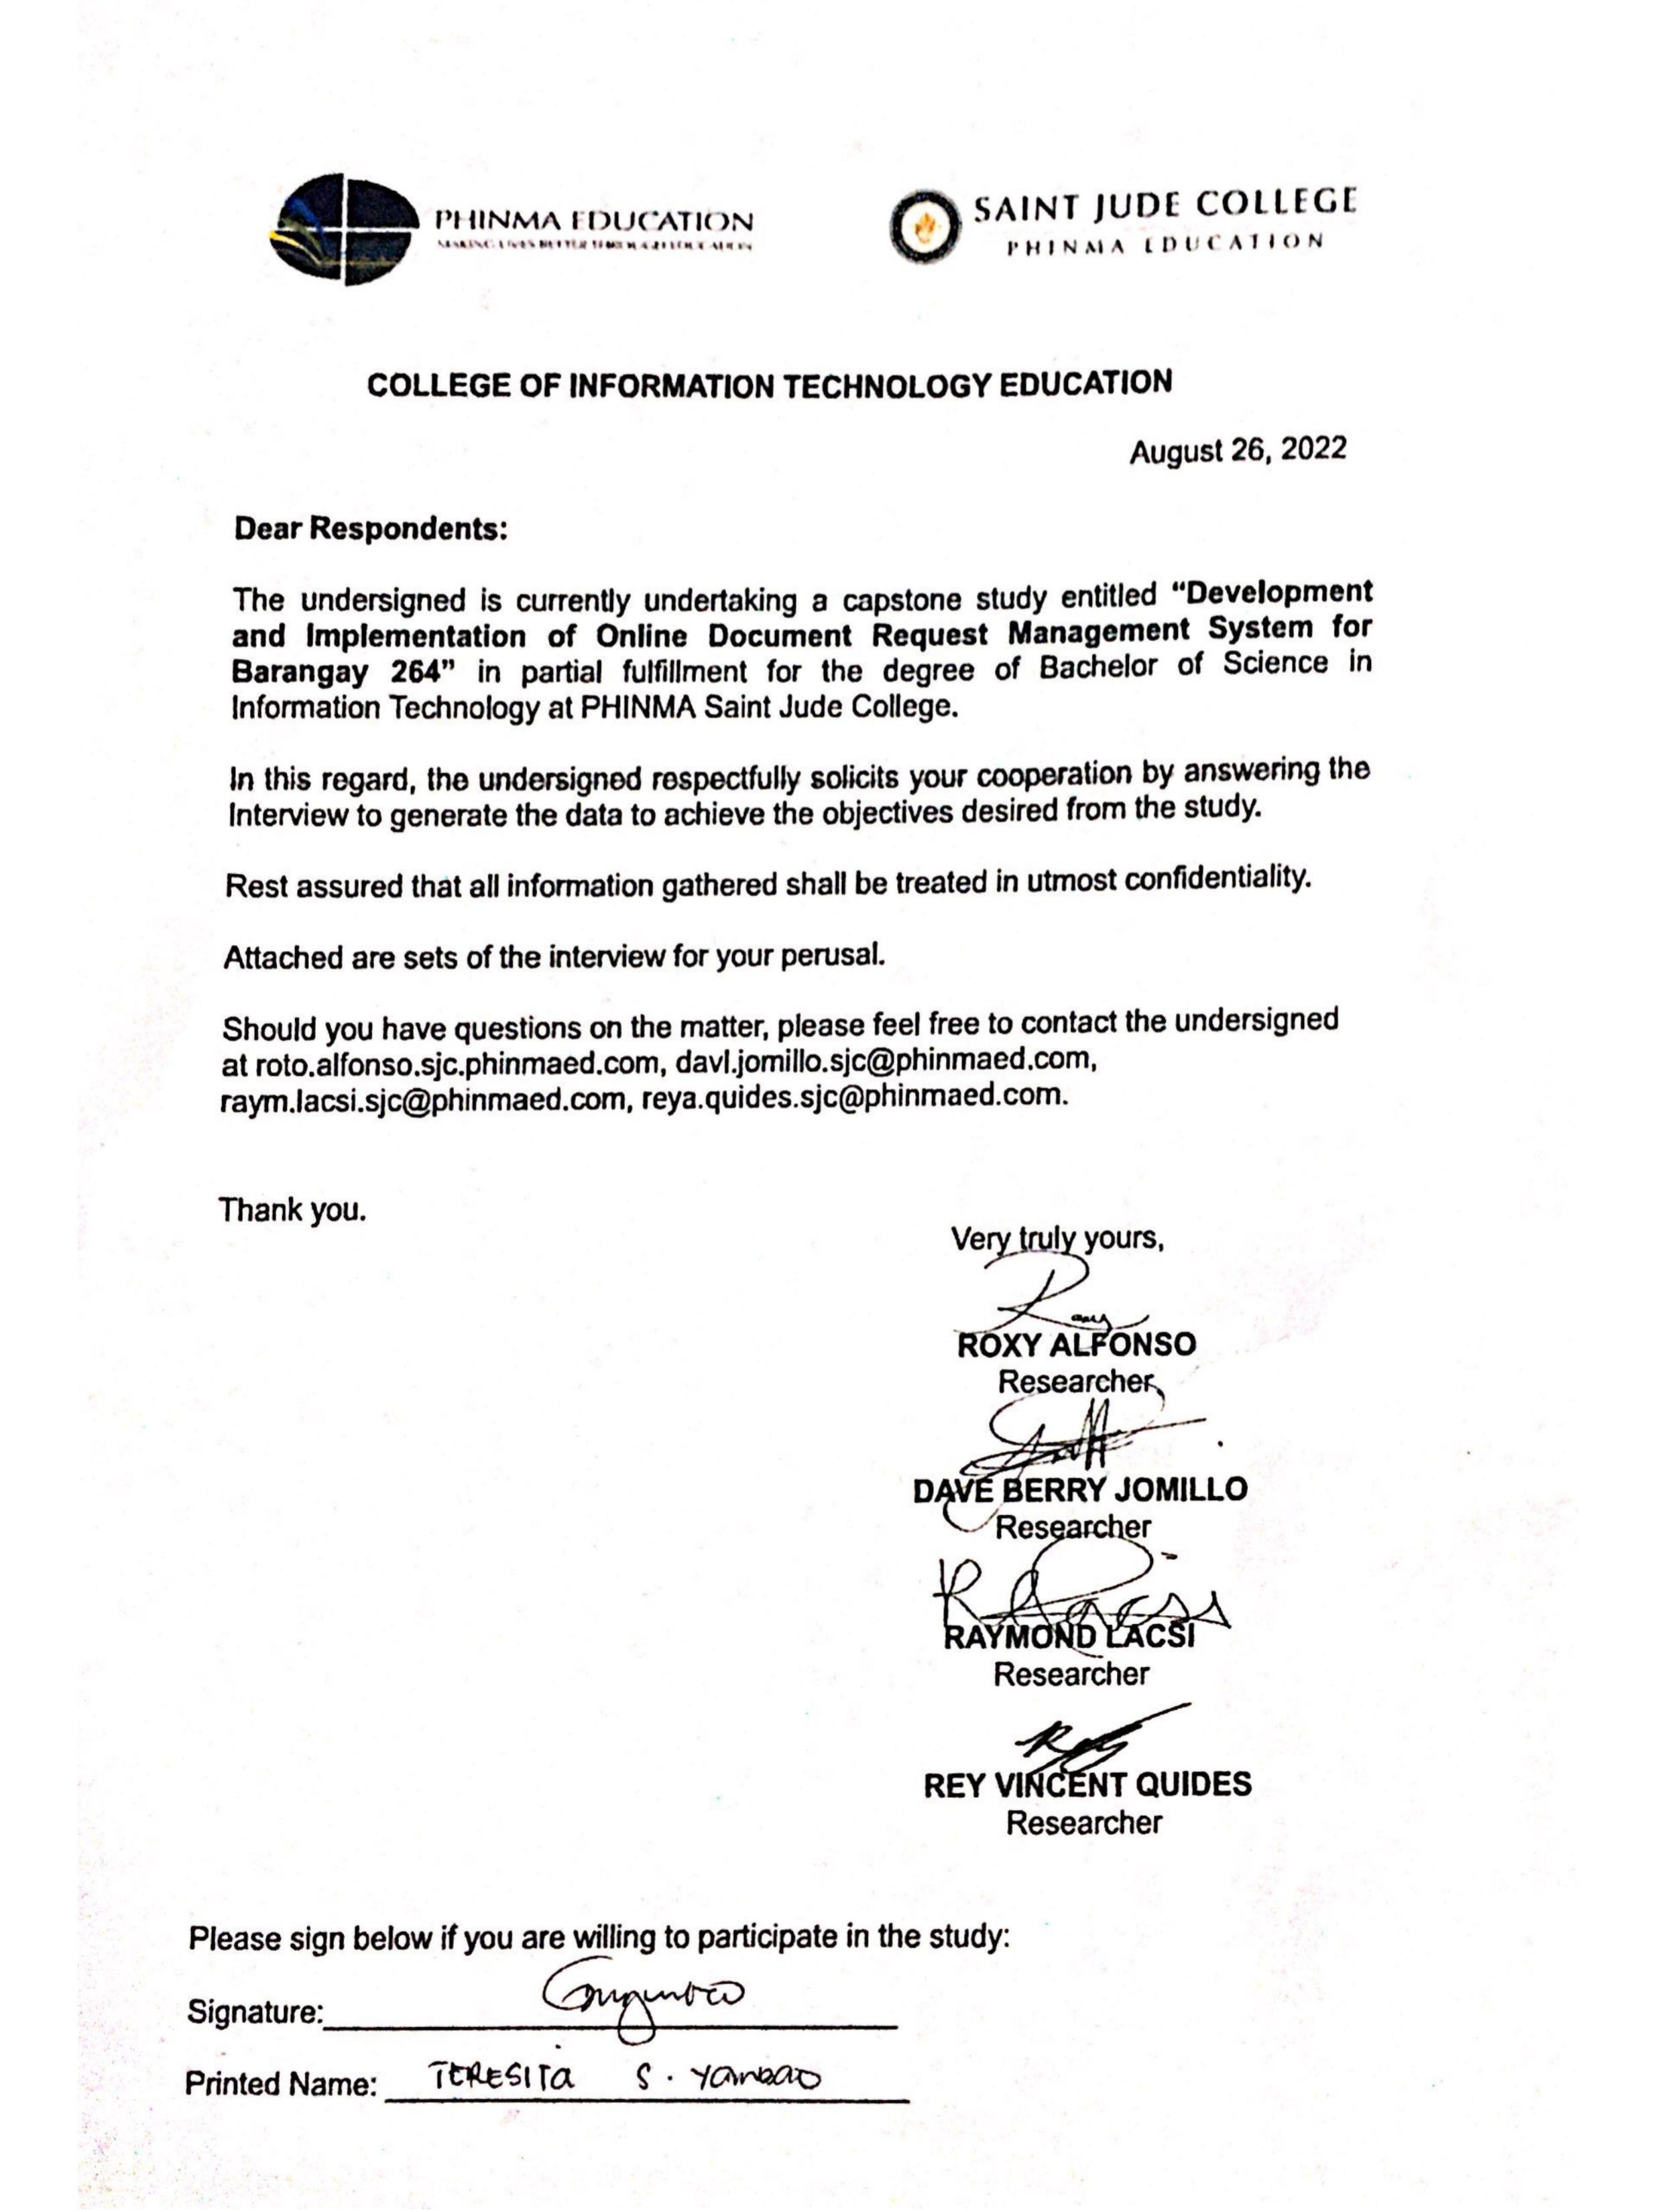 PHINMA EDUCATION
MAKING LIVES BETTER THROUGH EDUCATION
SAINT JUDE COLLEGE
PHINMA EDUCATION
COLLEGE OF INFORMATION TECHNOLOGY EDUCATION
August 26, 2022
Dear Respondents:
The undersigned is currently undertaking a capstone study entitled “Development
and Implementation of Online Document Request Management System for
Barangay 264” in partial fulfillment for the degree of Bachelor of Science in
Information Technology at PHINMA Saint Jude College.
In this regard, the undersigned respectfully solicits your cooperation by answering the
Interview to generate the data to achieve the objectives desired from the study.
Rest assured that all information gathered shall be treated in utmost confidentiality.
Attached are sets of the interview for your perusal.
Should you have questions on the matter, please feel free to contact the undersigned
at roto.alfonso.sjc.phinmaed.com, davl.jomillo.sjc@phinmaed.com,
raym.lacsi.sjc@phinmaed.com, reya.quides.sjc@phinmaed.com.
Thank you.
Very truly yours,
ROXY ALFONSO
Researcher
DAVE BERRY JOMILLO
Researcher
RAYMOND LACSI
Researcher
REY VINCENT QUIDES
Researcher
Please sign below if you are willing to participate in the study:
Signature:
Printed Name: TERESITA S. YAMBAO